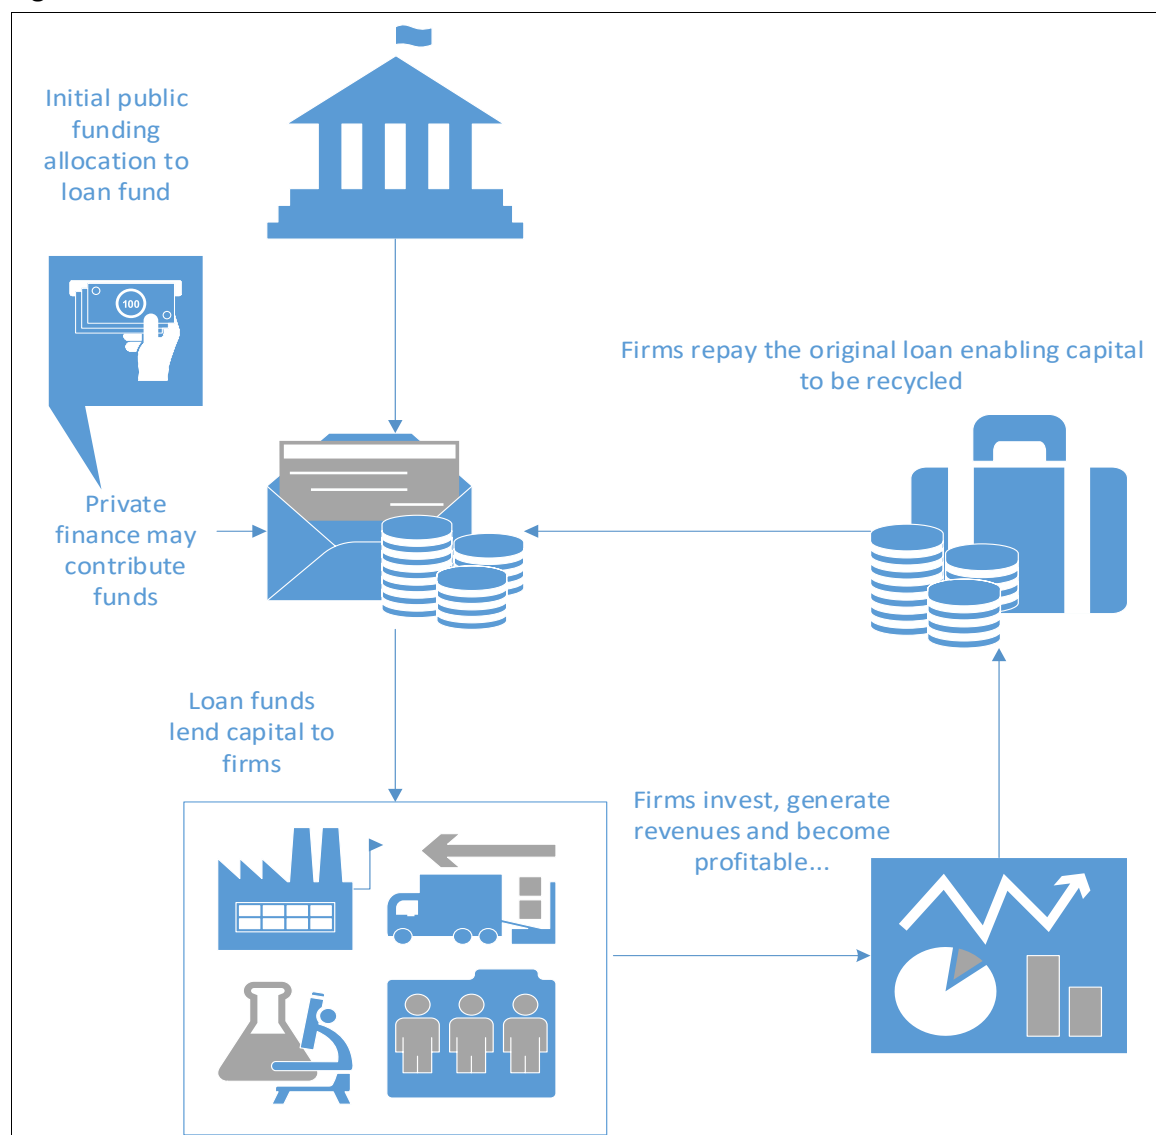 Initial public
funding
allocation to
loan fund
100
Firms repay the original loan enabling capital
to be recycled
Private
finance may
contribute
funds
Loan funds
lend capital to
firms
Firms invest, generate
revenues and become
profitable...